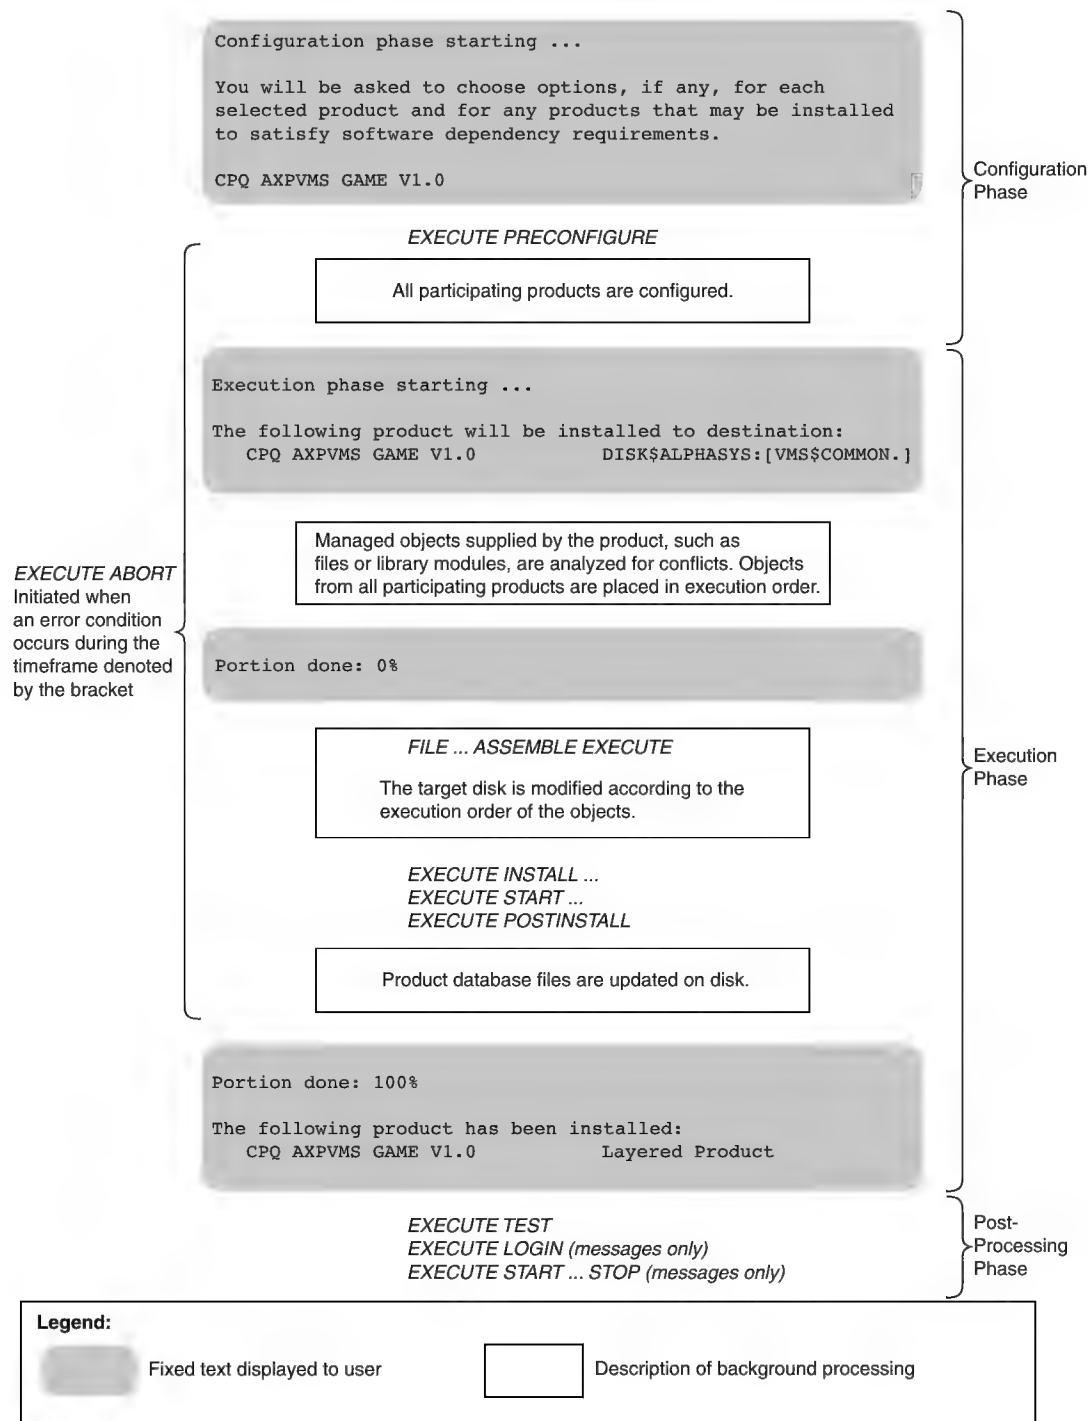 Configuration phase starting ...
You will be asked to choose options, if any, for each
selected product and for any products that may be installed
to satisfy software dependency requirements.
CPQ AXPVMS GAME V1.0
Configuration
Phase
EXECUTE PRECONFIGURE
All participating products are configured.
Execution phase starting ...
The following product will be installed to destination:
CPQ AXPVMS GAME V1.0 DISK$ALPHASYS:[VMS$COMMON.]
Managed objects supplied by the product, such as
files or library modules, are analyzed for conflicts. Objects
from all participating products are placed in execution order.
EXECUTE ABORT
Initiated when
an error condition
occurs during the
timeframe denoted
by the bracket
Portion done: 0%
FILE ... ASSEMBLE EXECUTE
The target disk is modified according to the
execution order of the objects.
Execution
Phase
EXECUTE INSTALL ...
EXECUTE START ...
EXECUTE POSTINSTALL
Product database files are updated on disk.
Portion done: 100%
The following product has been installed:
CPQ AXPVMS GAME V1.0 Layered Product
EXECUTE TEST
EXECUTE LOGIN (messages only)
EXECUTE START ... STOP (messages only)
Post-
Processing
Phase
Legend:
Fixed text displayed to user
Description of background processing